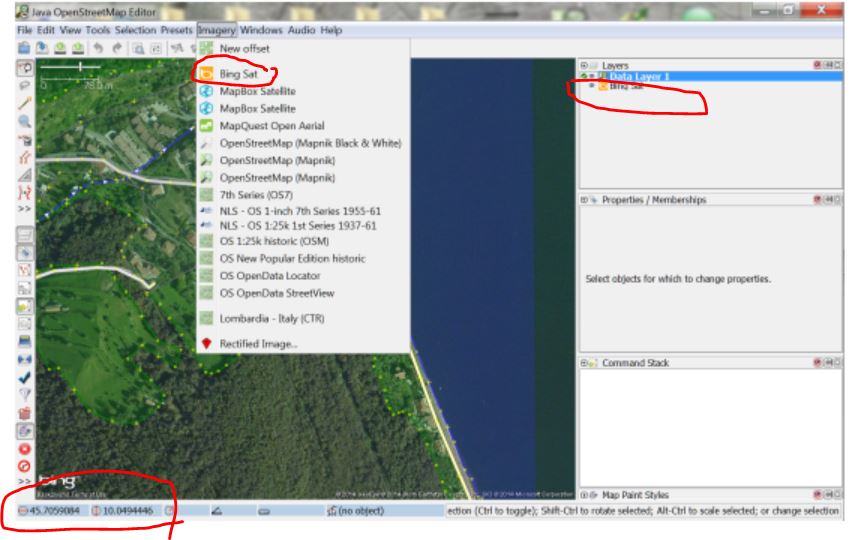 Java OpenStreetMap Editor
File Edit View Tools Selection Presets Imagery Windows Audio Help
New offset
Bing Sat
MapBox Satellite
MapBox Satellite
MapQuest Open Aerial
OpenStreetMap (Mapnik Black & White)
OpenStreetMap (Mapnik)
OpenStreetMap (Mapnik)
7th Series (OS7)
NLS - OS 1-inch 7th Series 1955-61
NLS - OS 1:25k 1st Series 1937-61
OS 1:25k historic (OSM)
OS New Popular Edition historic
OS OpenData Locator
OS OpenData StreetView
Lombardia - Italy (CTR)
Rectified Image...
0 78.0 m
>>
>>
bing
Layers
Data Layer 1
Bing Sat
Properties / Memberships
Select objects for which to change properties.
Command Stack
Map Paint Styles
45.7059084 10.0494446 (no object) ection (Ctrl to toggle); Shift-Ctrl to rotate selected; Alt-Ctrl to scale selected; or change selection